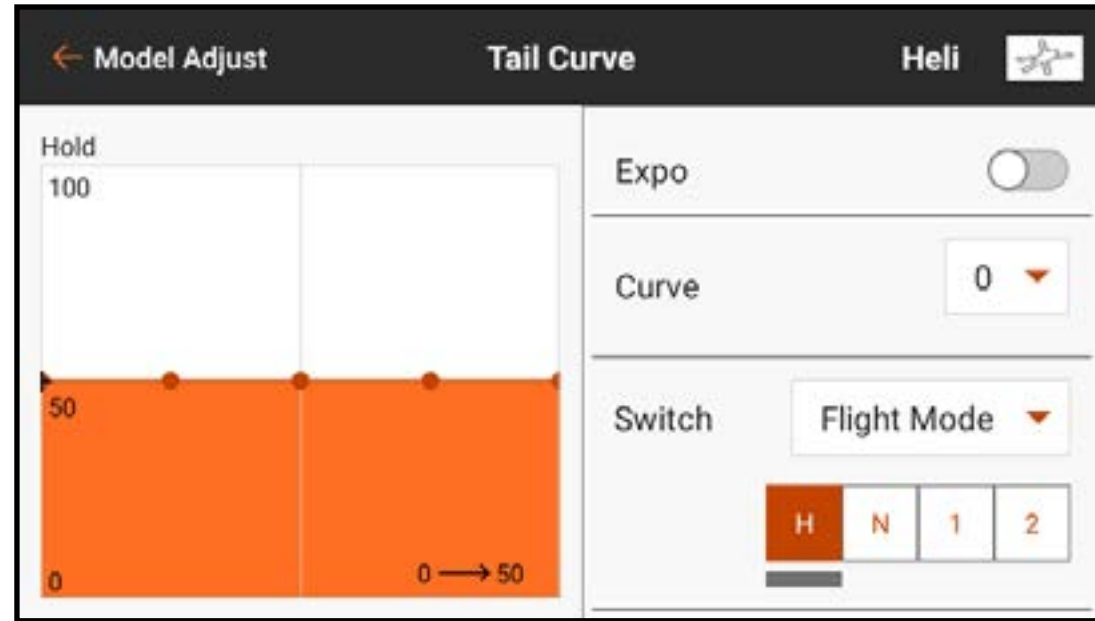 ← Model Adjust Tail Curve Heli
Hold
100
50
0
0 → 50
Expo
Curve 0
Switch Flight Mode
H N 1 2